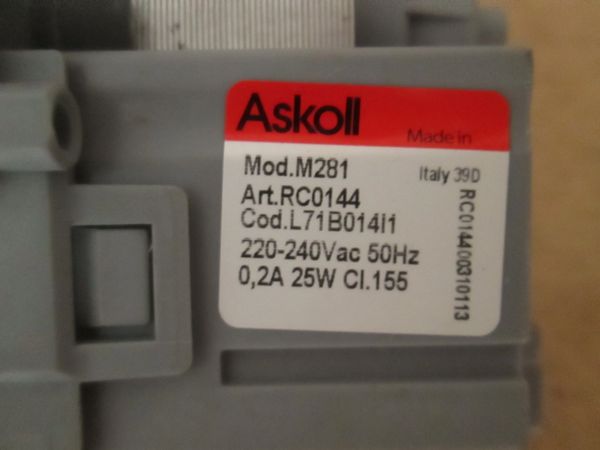 Askoll
Made in
Italy 39D
Mod.M281
Art.RC0144
Cod.L71B014I1
220-240Vac 50Hz
0,2A 25W Cl.155
RC014400310113